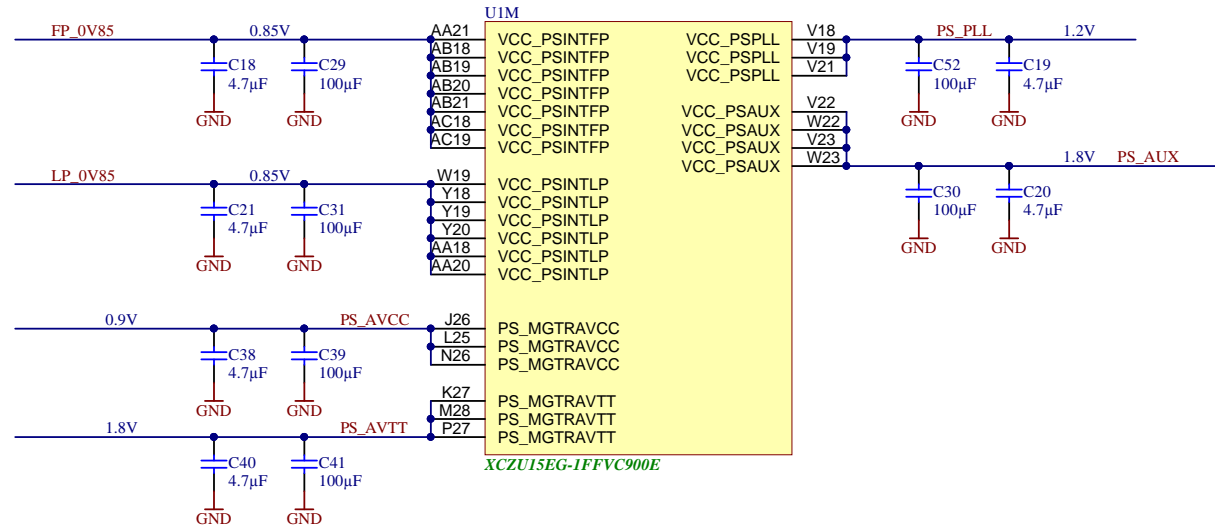 U1M
FP_0V85 0.85V AA21 VCC_PSINTFP VCC_PSPLL V18 PS_PLL 1.2V
AB18 VCC_PSINTFP VCC_PSPLL V19
C18 4.7µF C29 100µF AB19 VCC_PSINTFP VCC_PSPLL V21 C52 100µF C19 4.7µF
AB20 VCC_PSINTFP
AB21 VCC_PSINTFP VCC_PSAUX V22
GND GND AC18 VCC_PSINTFP VCC_PSAUX W22 GND GND
AC19 VCC_PSINTFP VCC_PSAUX V23
VCC_PSAUX W23 1.8V PS_AUX
LP_0V85 0.85V W19 VCC_PSINTLP
Y18 VCC_PSINTLP C30 100µF C20 4.7µF
C21 4.7µF C31 100µF Y19 VCC_PSINTLP
Y20 VCC_PSINTLP GND GND
AA18 VCC_PSINTLP
GND GND AA20 VCC_PSINTLP
0.9V PS_AVCC J26 PS_MGTRAVCC
L25 PS_MGTRAVCC
C38 4.7µF C39 100µF N26 PS_MGTRAVCC
K27 PS_MGTRAVTT
GND GND M28 PS_MGTRAVTT
1.8V PS_AVTT P27 PS_MGTRAVTT
C40 4.7µF C41 100µF XCZU15EG-1FFVC900E
GND GND